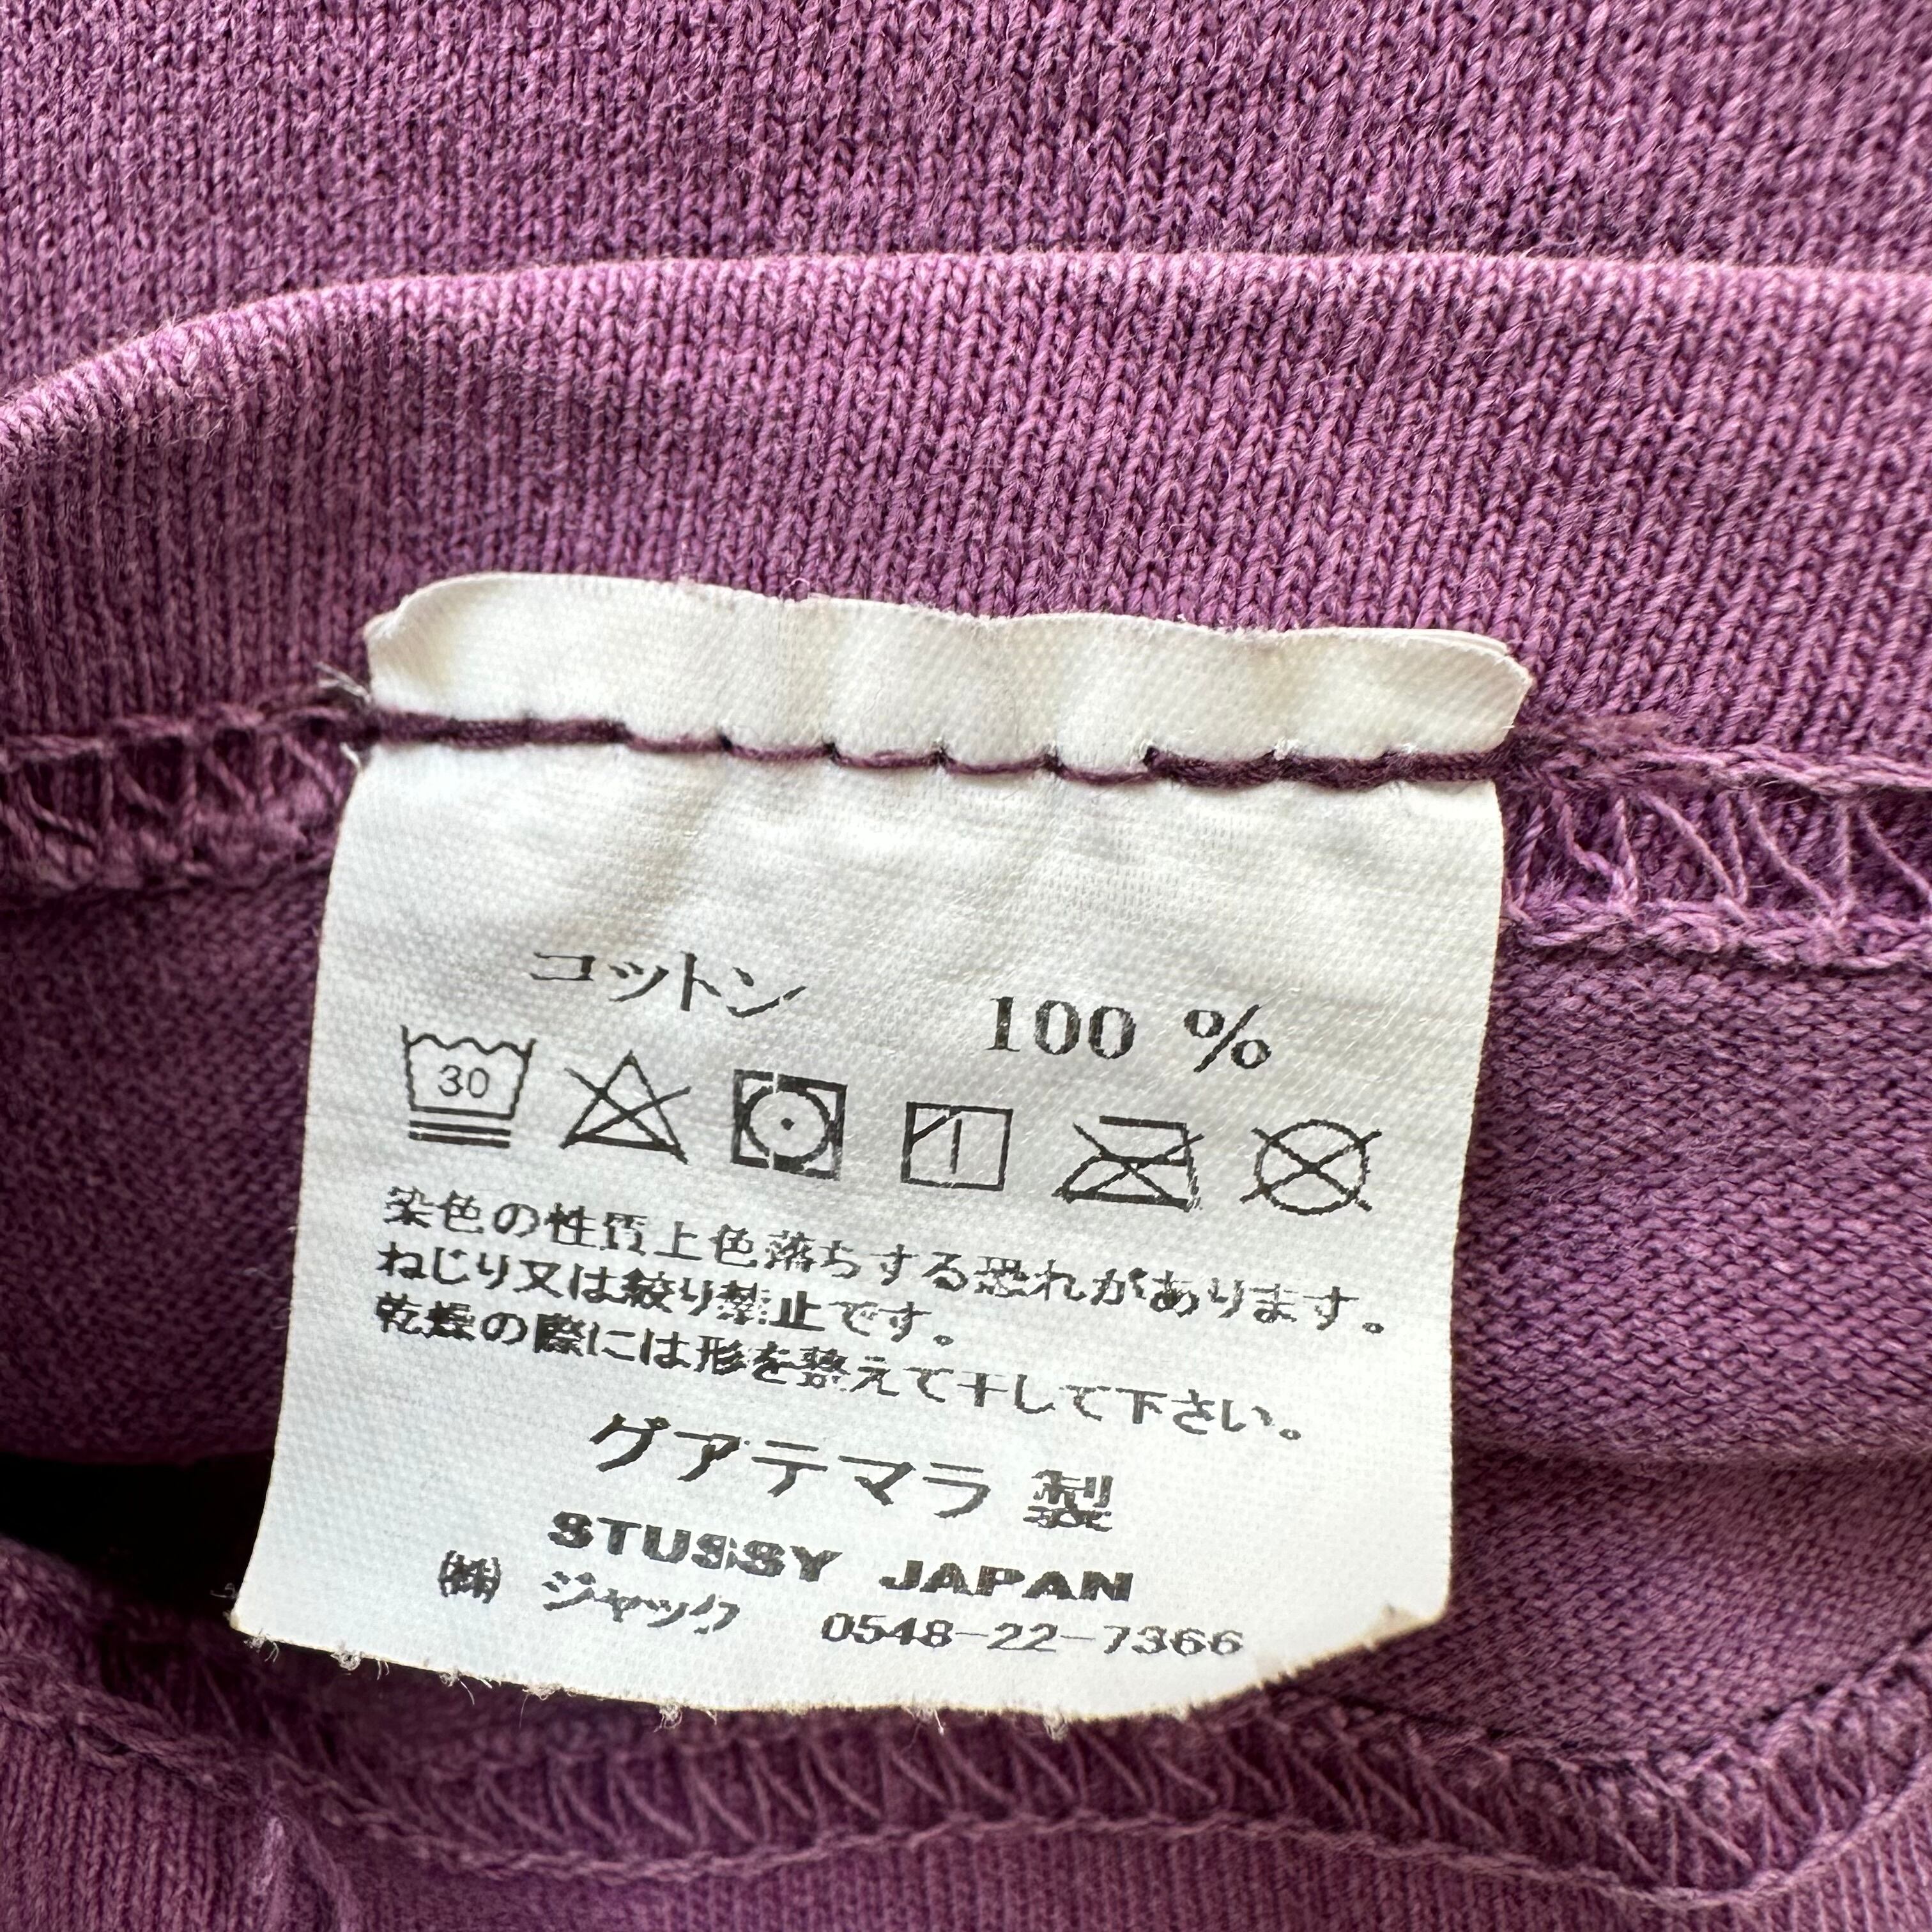 コットン 100 %
30
染色の性質上色落ちする恐れがあります。
ねじり又は絞り禁止です。
乾燥の際には形を整えて干して下さい。
グアテマラ 製
STUSSY JAPAN
㈱ ジャック 0548-22-7366